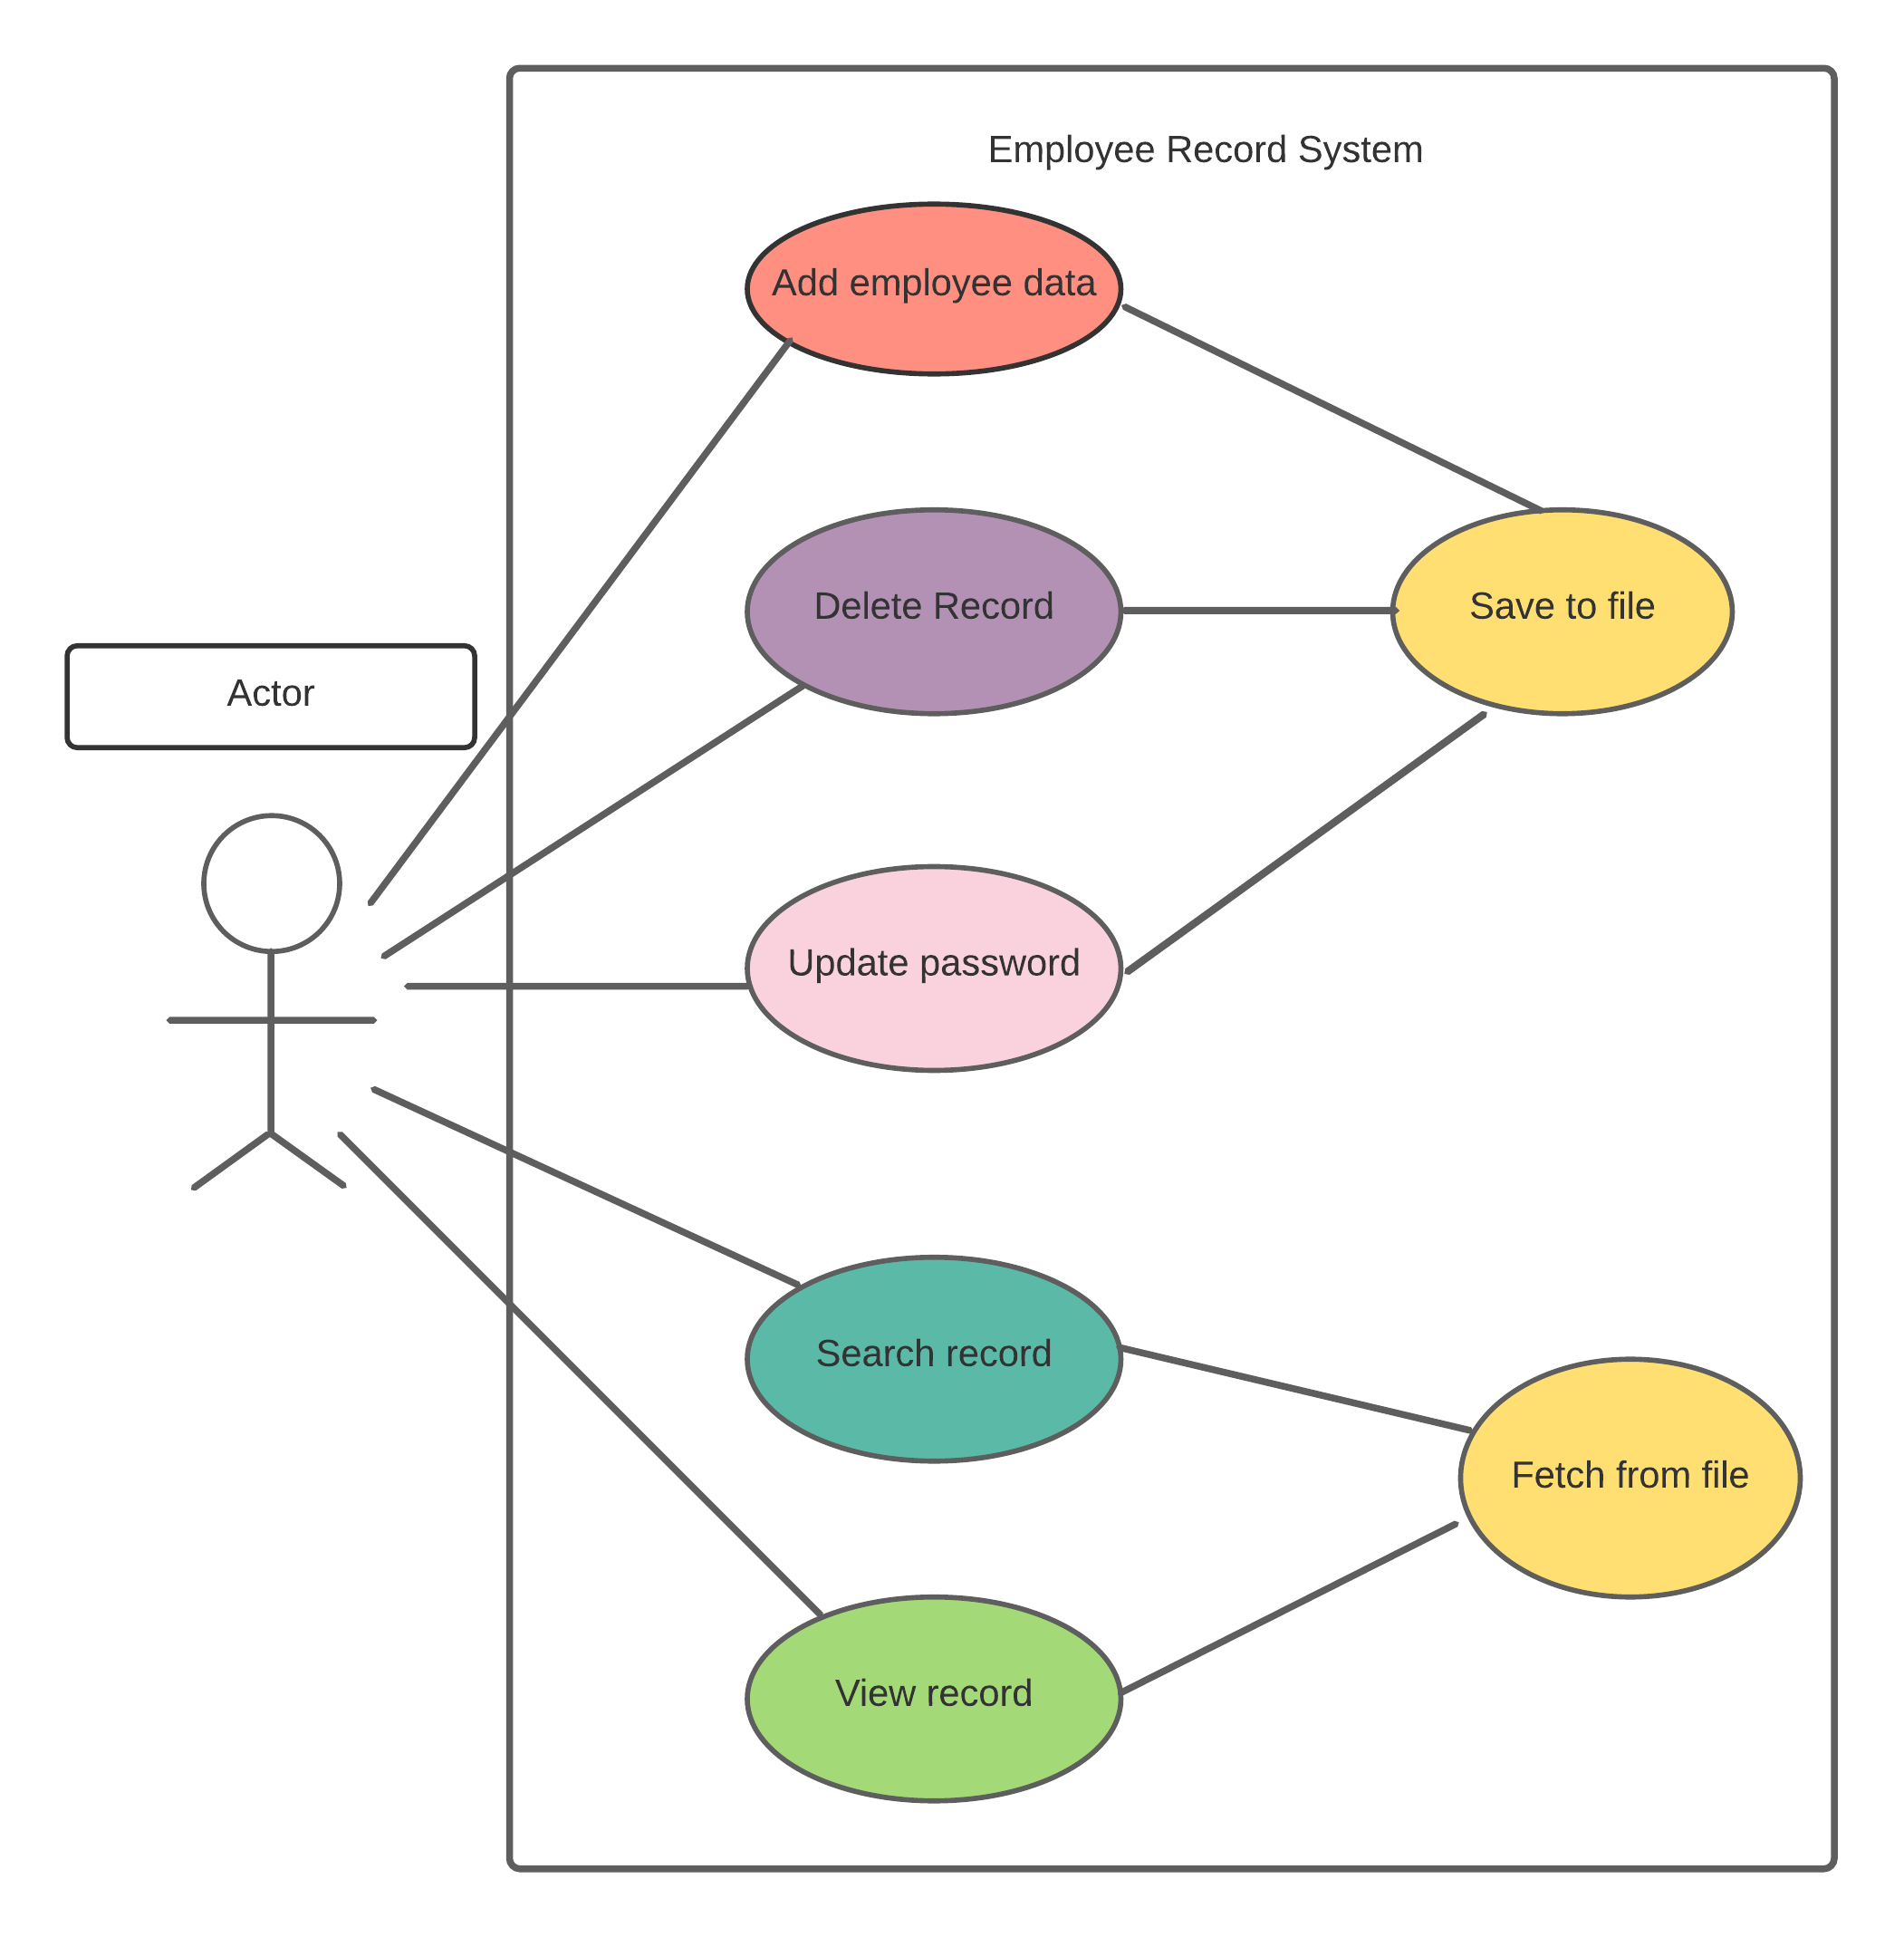 Employee Record System
Add employee data
Delete Record
Save to file
Actor
Update password
Search record
Fetch from file
View record